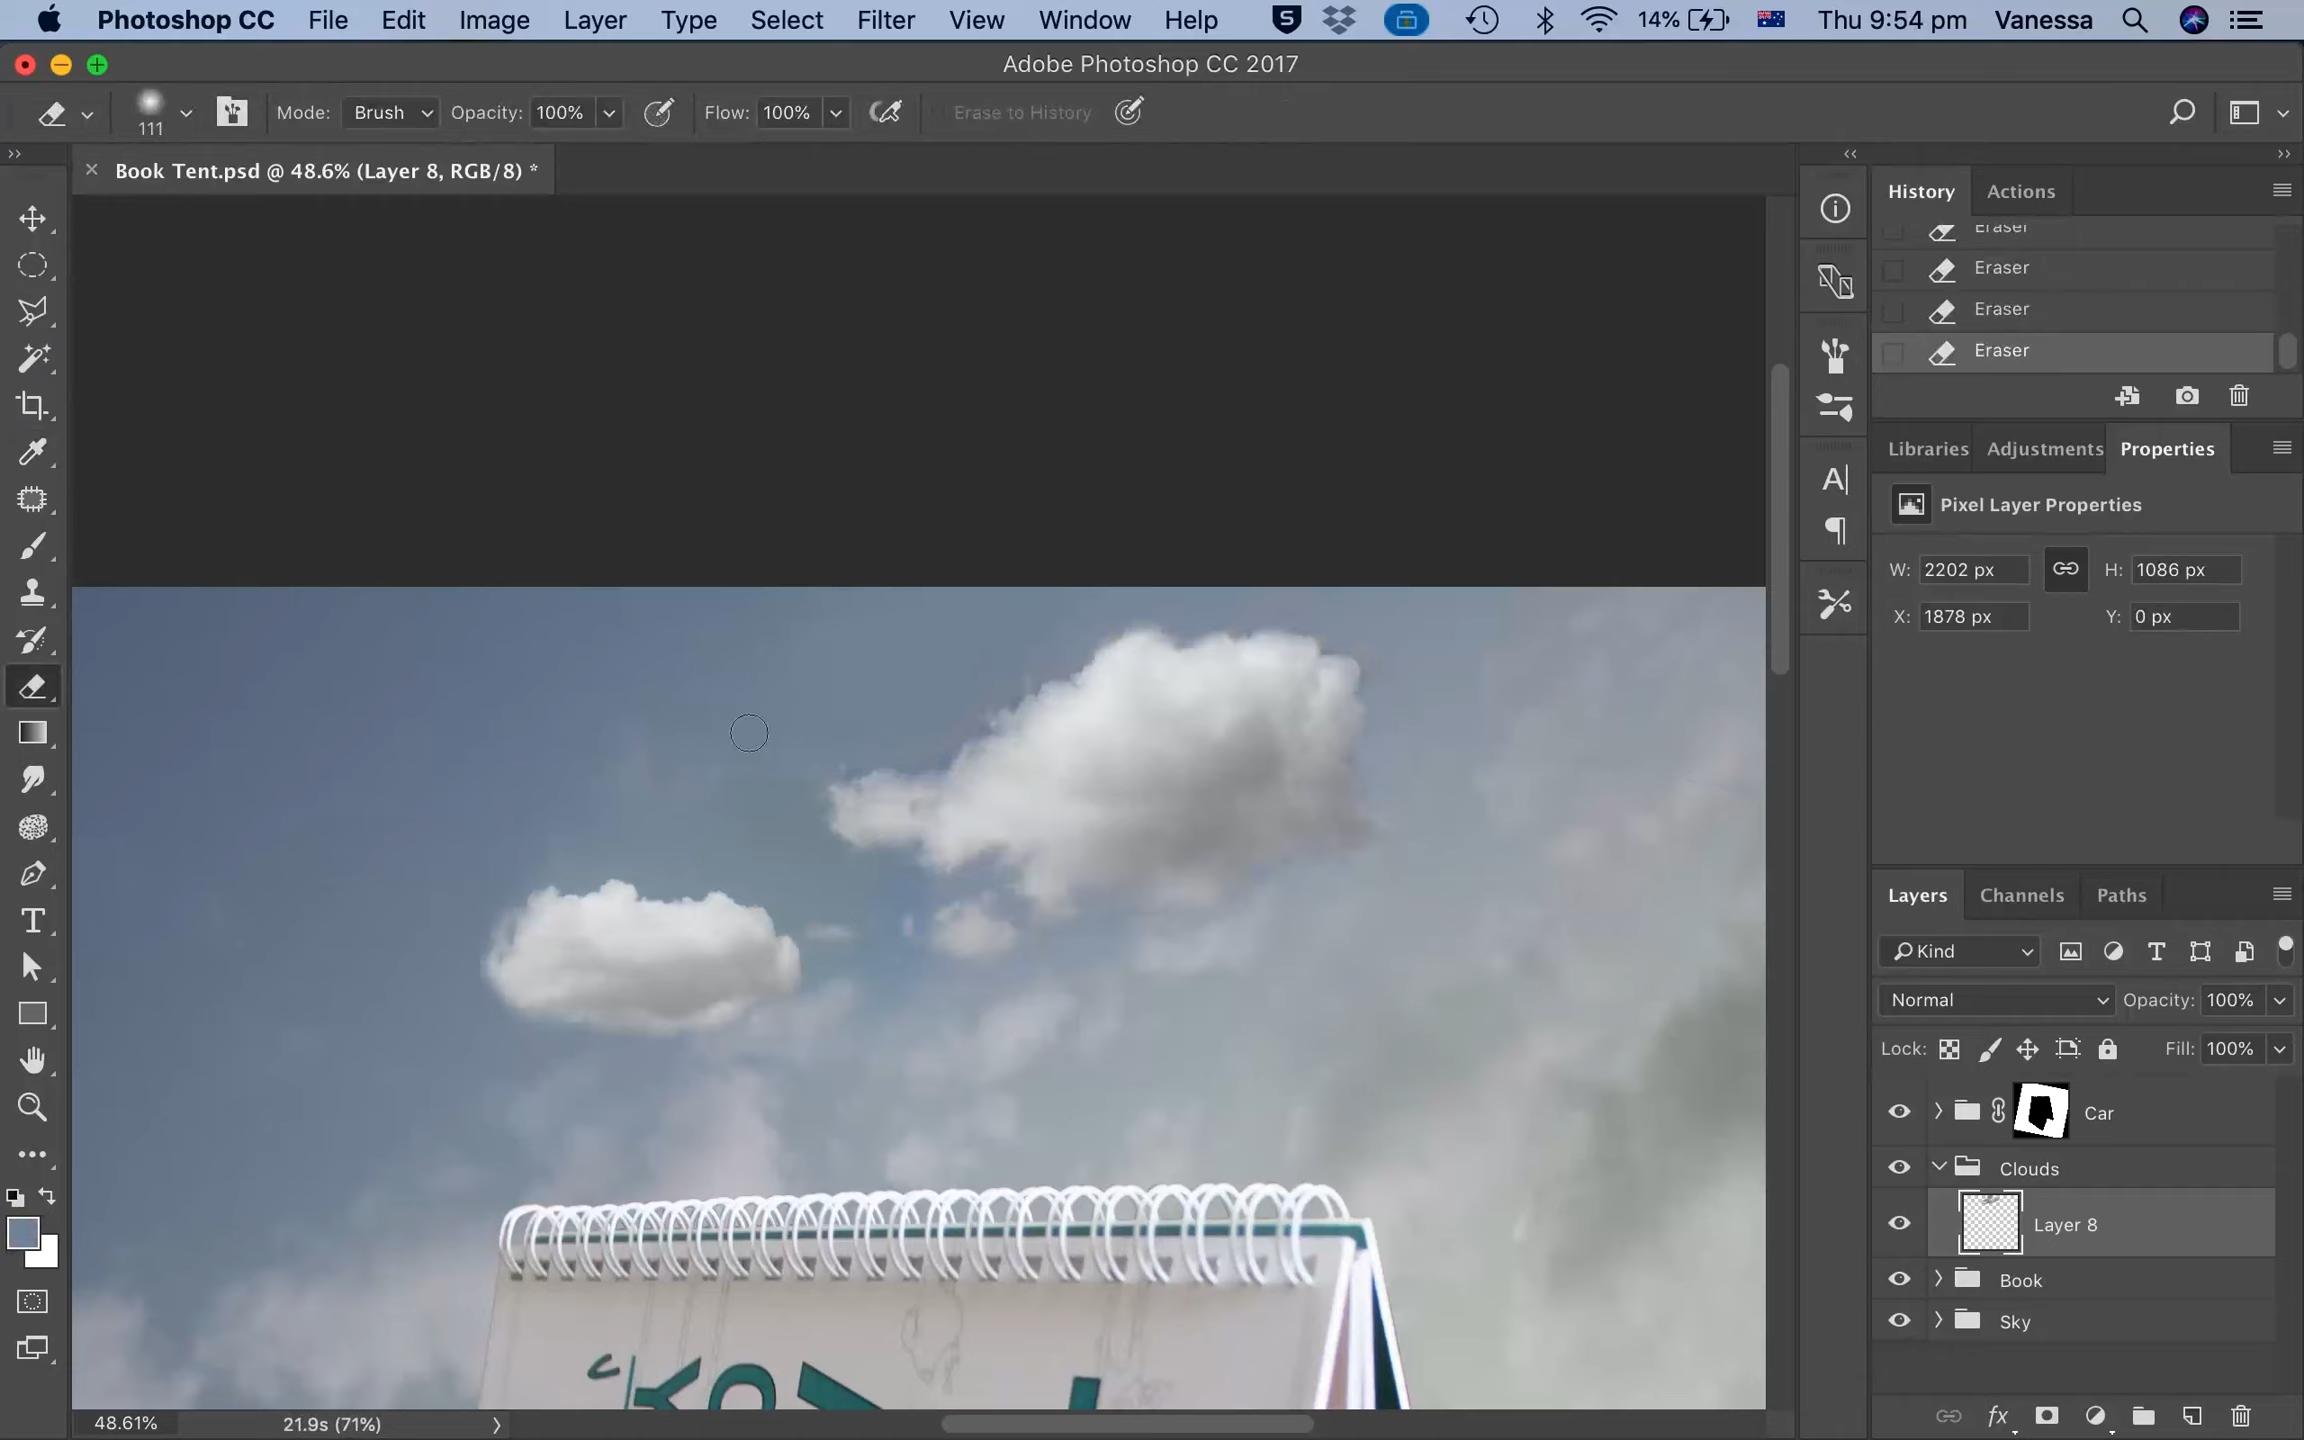 Photoshop CC File Edit Image Layer Type Select Filter View Window Help 14% Thu 9:54 pm Vanessa
Adobe Photoshop CC 2017
111 Mode: Brush Opacity: 100% Flow: 100% Erase to History
Book Tent.psd @ 48.6% (Layer 8, RGB/8) *
History Actions
Eraser
Eraser
Eraser
Eraser
Libraries Adjustments Properties
Pixel Layer Properties
W: 2202 px H: 1086 px
X: 1878 px Y: 0 px
Layers Channels Paths
Kind
Normal Opacity: 100%
Lock: Fill: 100%
Car
Clouds
Layer 8
Book
Sky
48.61% 21.9s (71%)